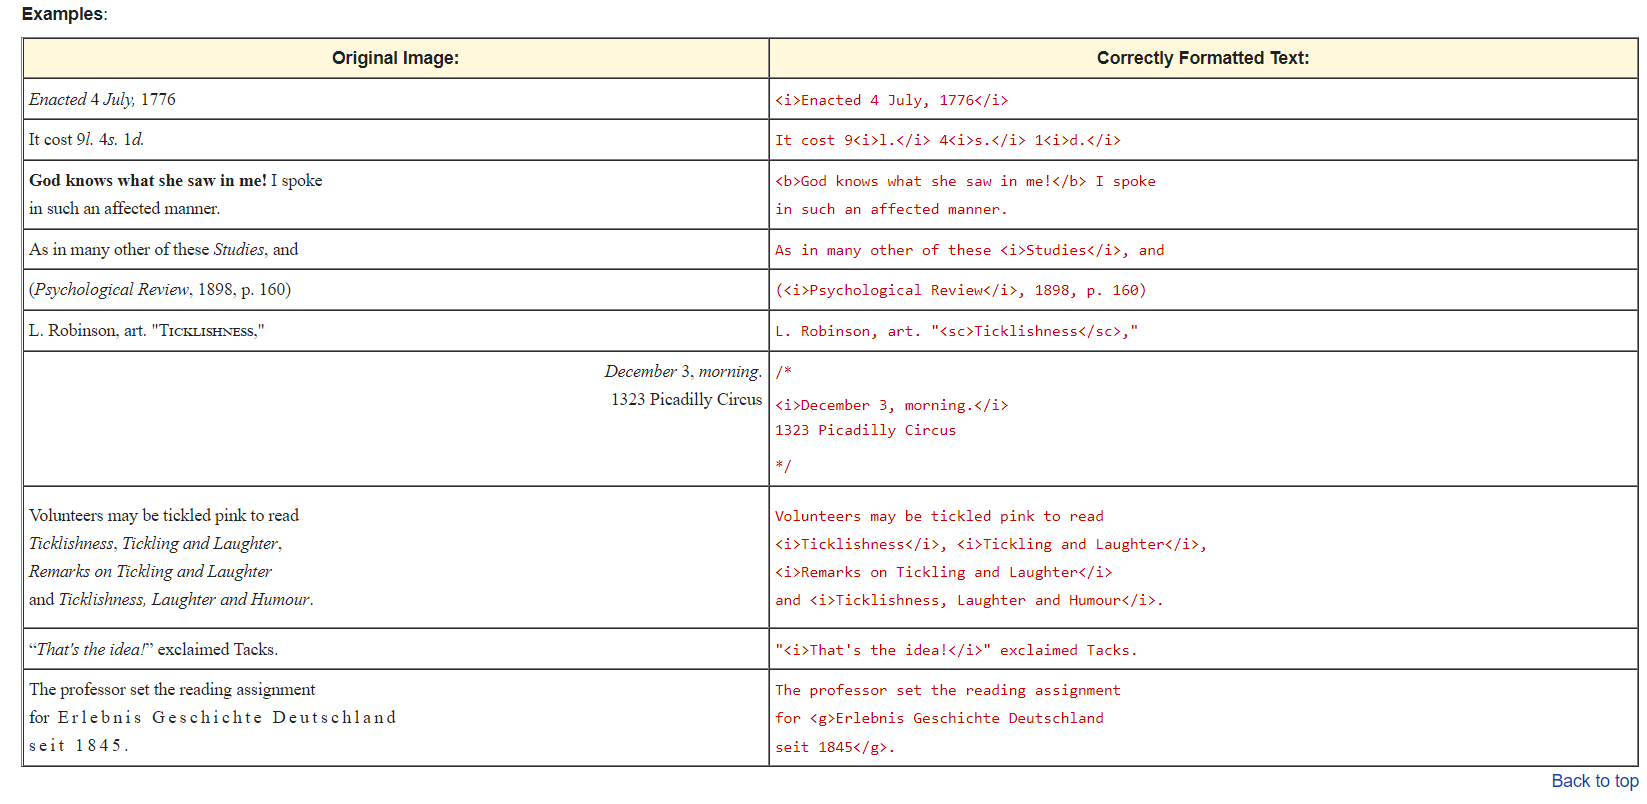 Examples:
Original Image:
Correctly Formatted Text:
Enacted 4 July, 1776
<i>Enacted 4 July, 1776</i>
It cost 9l. 4s. 1d.
It cost 9<i>l.</i> 4<i>s.</i> 1<i>d.</i>
God knows what she saw in me! I spoke
in such an affected manner.
<b>God knows what she saw in me!</b> I spoke
in such an affected manner.
As in many other of these Studies, and
As in many other of these <i>Studies</i>, and
(Psychological Review, 1898, p. 160)
(<i>Psychological Review</i>, 1898, p. 160)
L. Robinson, art. "TICKLISHNESS,"
L. Robinson, art. "<sc>Ticklishness</sc>,"
December 3, morning.
1323 Picadilly Circus
/*
<i>December 3, morning.</i>
1323 Picadilly Circus
*/
Volunteers may be tickled pink to read
Ticklishness, Tickling and Laughter,
Remarks on Tickling and Laughter
and Ticklishness, Laughter and Humour.
Volunteers may be tickled pink to read
<i>Ticklishness</i>, <i>Tickling and Laughter</i>,
<i>Remarks on Tickling and Laughter</i>
and <i>Ticklishness, Laughter and Humour</i>.
“That's the idea!” exclaimed Tacks.
"<i>That's the idea!</i>" exclaimed Tacks.
The professor set the reading assignment
for Erlebnis Geschichte Deutschland
seit 1845.
The professor set the reading assignment
for <g>Erlebnis Geschichte Deutschland
seit 1845</g>.
Back to top